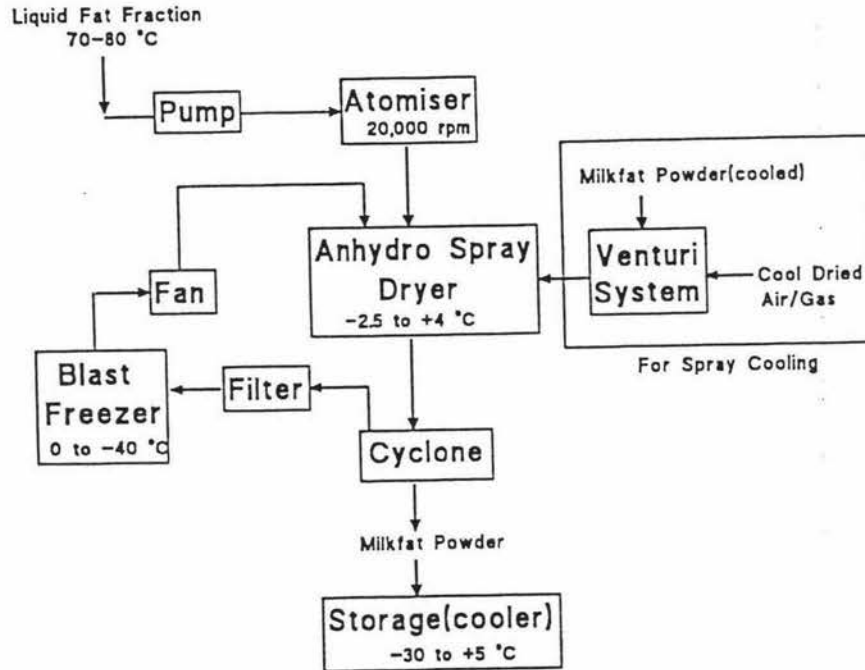 Liquid Fat Fraction
70-80 °C
Pump
Atomiser
20,000 rpm
Milkfat Powder(cooled)
Venturi
System
Cool Dried
Air/Gas
For Spray Cooling
Anhydro Spray
Dryer
-2.5 to +4 °C
Fan
Blast
Freezer
0 to -40 °C
Filter
Cyclone
Milkfat Powder
Storage(cooler)
-30 to +5 °C